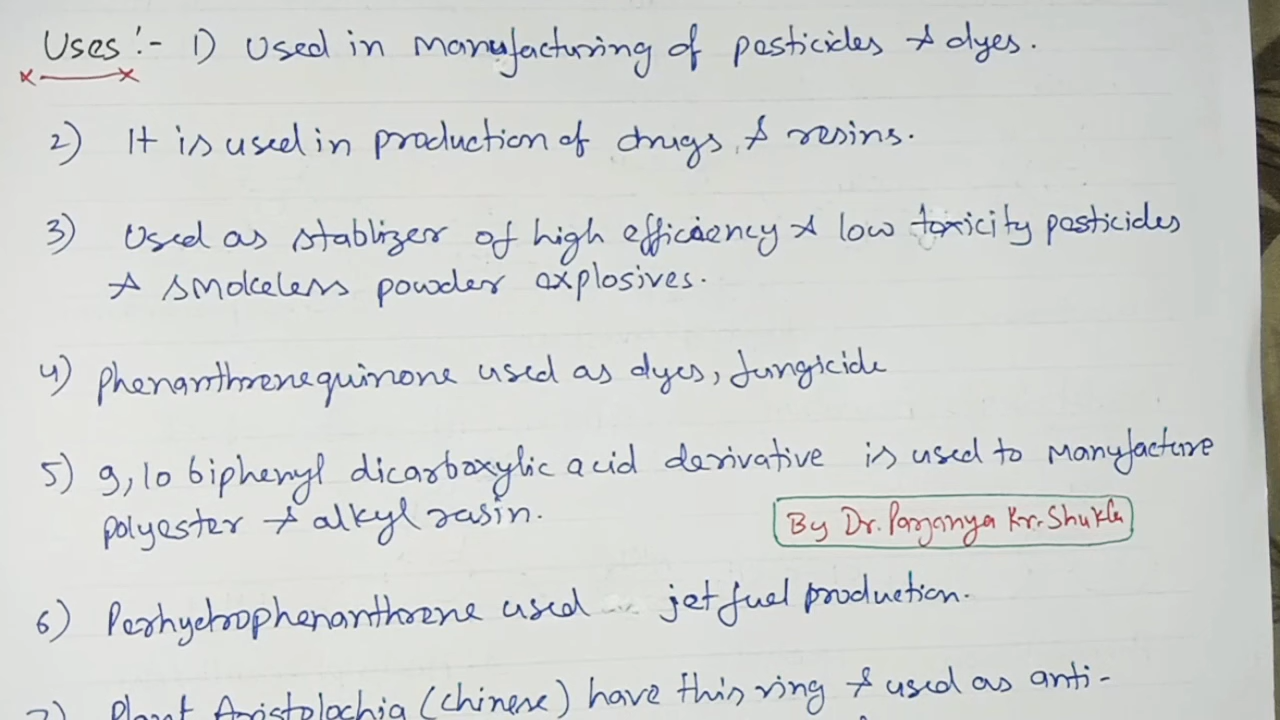 Uses :- 1) Used in manufacturing of pesticides & dyes.
2) It is used in production of drugs & resins.
3) Used as stablizer of high efficiency & low toxicity pesticides
& smokeless powder explosives.
4) phenanthrenequinone used as dyes, fungicide
5) 9,10 biphenyl dicarboxylic acid derivative is used to manufacture
polyester & alkyl rasin.
By Dr. Parjanya Kr. Shukla
6) Perhydrophenanthrene used jet fuel production.
7) Plant Aristolochia (chinese) have this ring & used as anti-